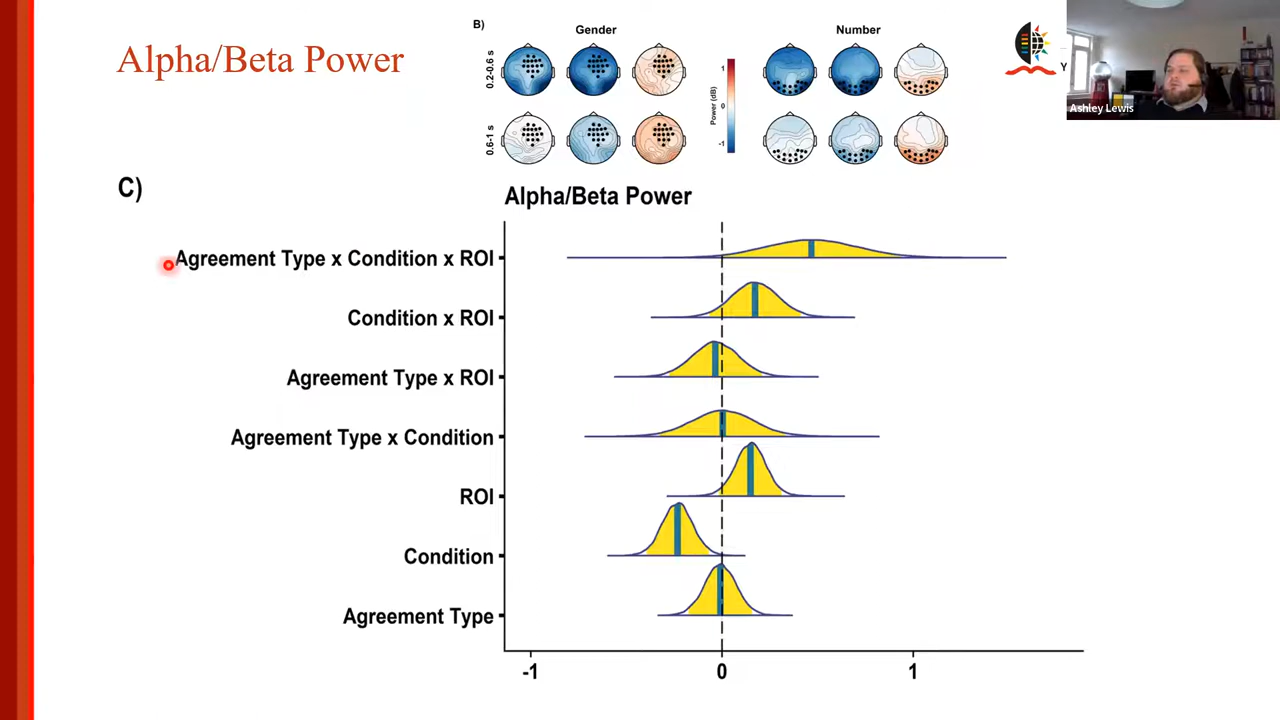 Alpha/Beta Power
B)
Gender
Number
0.2-0.6 s
0.6-1 s
Power (dB)
1
0
-1
Y
Ashley Lewis
C)
Alpha/Beta Power
Agreement Type x Condition x ROI
Condition x ROI
Agreement Type x ROI
Agreement Type x Condition
ROI
Condition
Agreement Type
-1
0
1